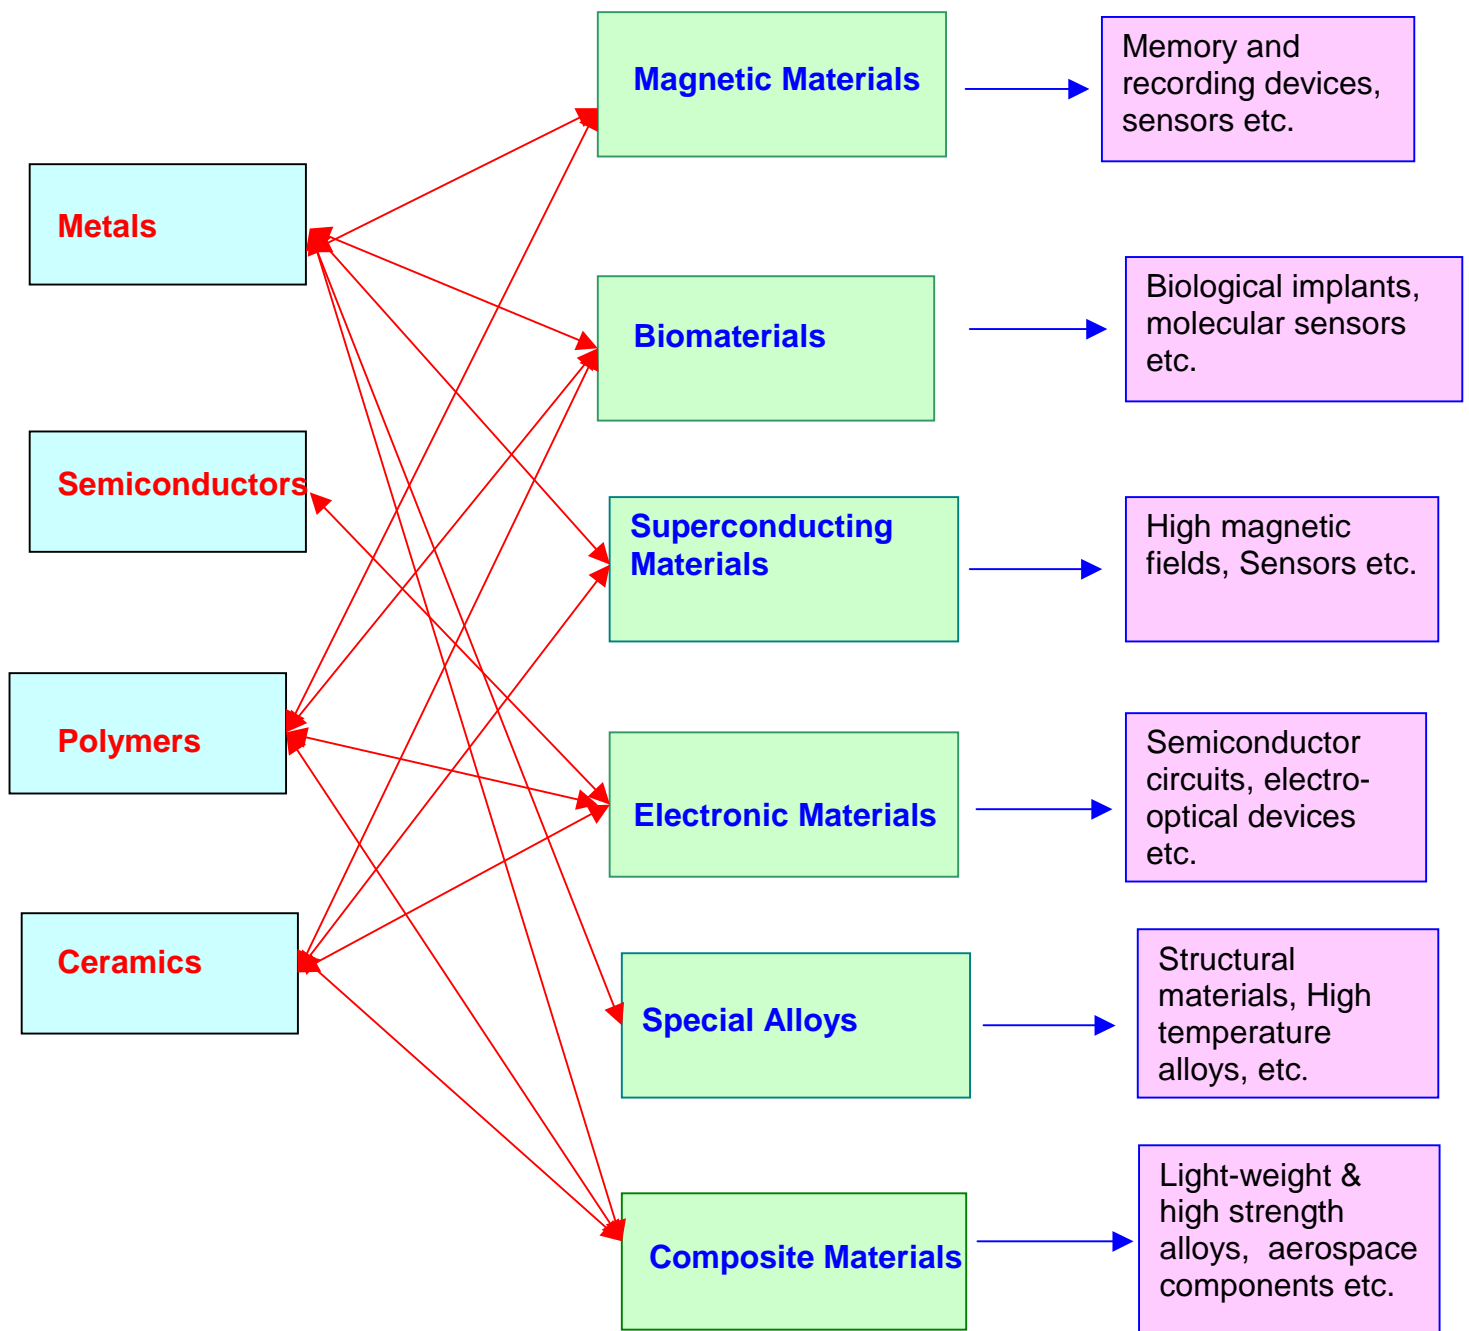 Metals
Semiconductors
Polymers
Ceramics
Magnetic Materials
Biomaterials
Superconducting
Materials
Electronic Materials
Special Alloys
Composite Materials
Memory and
recording devices,
sensors etc.
Biological implants,
molecular sensors
etc.
High magnetic
fields, Sensors etc.
Semiconductor
circuits, electro-
optical devices
etc.
Structural
materials, High
temperature
alloys, etc.
Light-weight &
high strength
alloys,  aerospace
components etc.